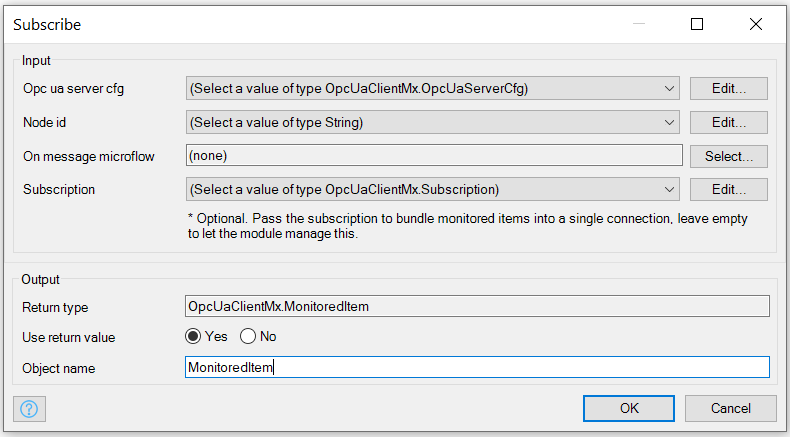 Subscribe
Input
Opc ua server cfg (Select a value of type OpcUaClientMx.OpcUaServerCfg) Edit...
Node id (Select a value of type String) Edit...
On message microflow (none) Select...
Subscription (Select a value of type OpcUaClientMx.Subscription) Edit...
* Optional. Pass the subscription to bundle monitored items into a single connection, leave empty
to let the module manage this.
Output
Return type OpcUaClientMx.MonitoredItem
Use return value Yes No
Object name MonitoredItem
? OK Cancel